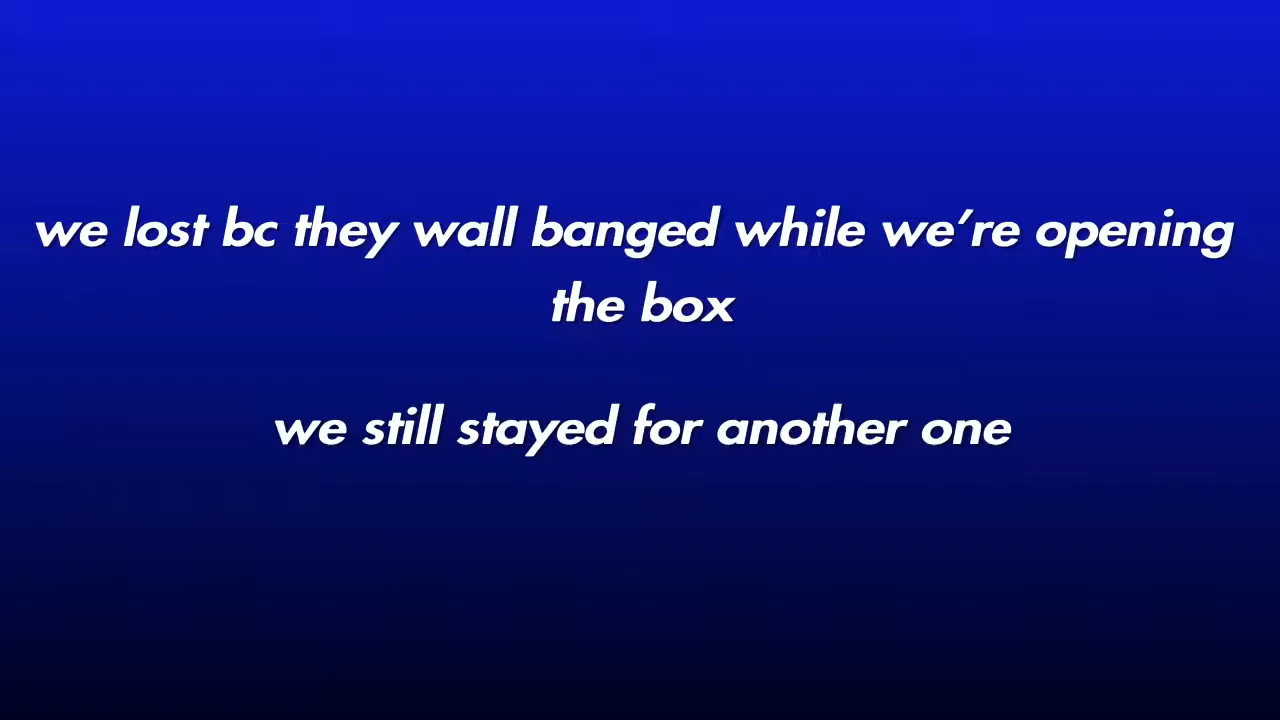 we lost bc they wall banged while we’re opening
the box
we still stayed for another one